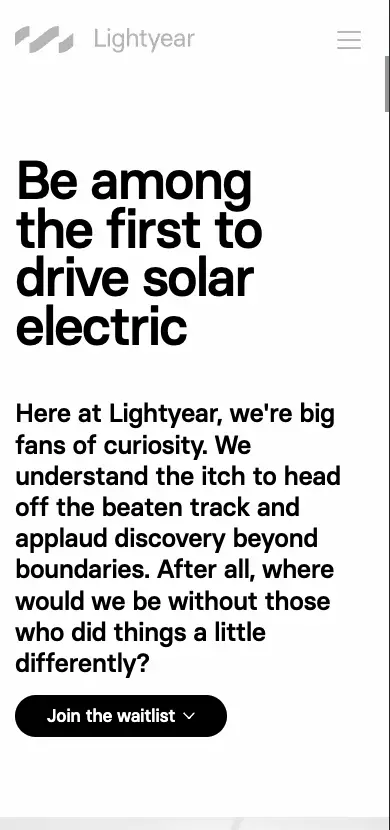 Lightyear
Be among
the first to
drive solar
electric
Here at Lightyear, we're big
fans of curiosity. We
understand the itch to head
off the beaten track and
applaud discovery beyond
boundaries. After all, where
would we be without those
who did things a little
differently?
Join the waitlist